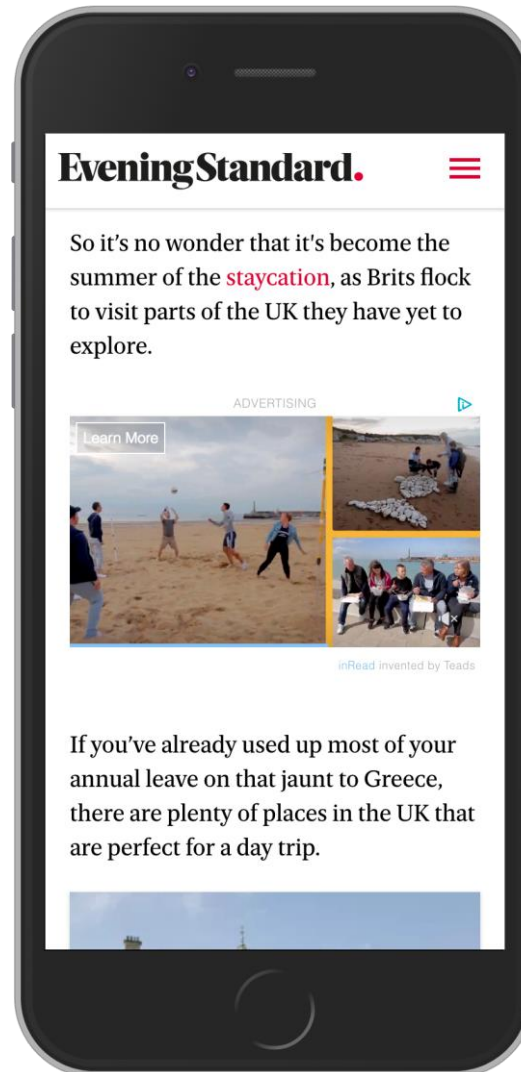 Evening Standard.
So it’s no wonder that it's become the
summer of the staycation, as Brits flock
to visit parts of the UK they have yet to
explore.
ADVERTISING
Learn More
inRead invented by Teads
If you’ve already used up most of your
annual leave on that jaunt to Greece,
there are plenty of places in the UK that
are perfect for a day trip.